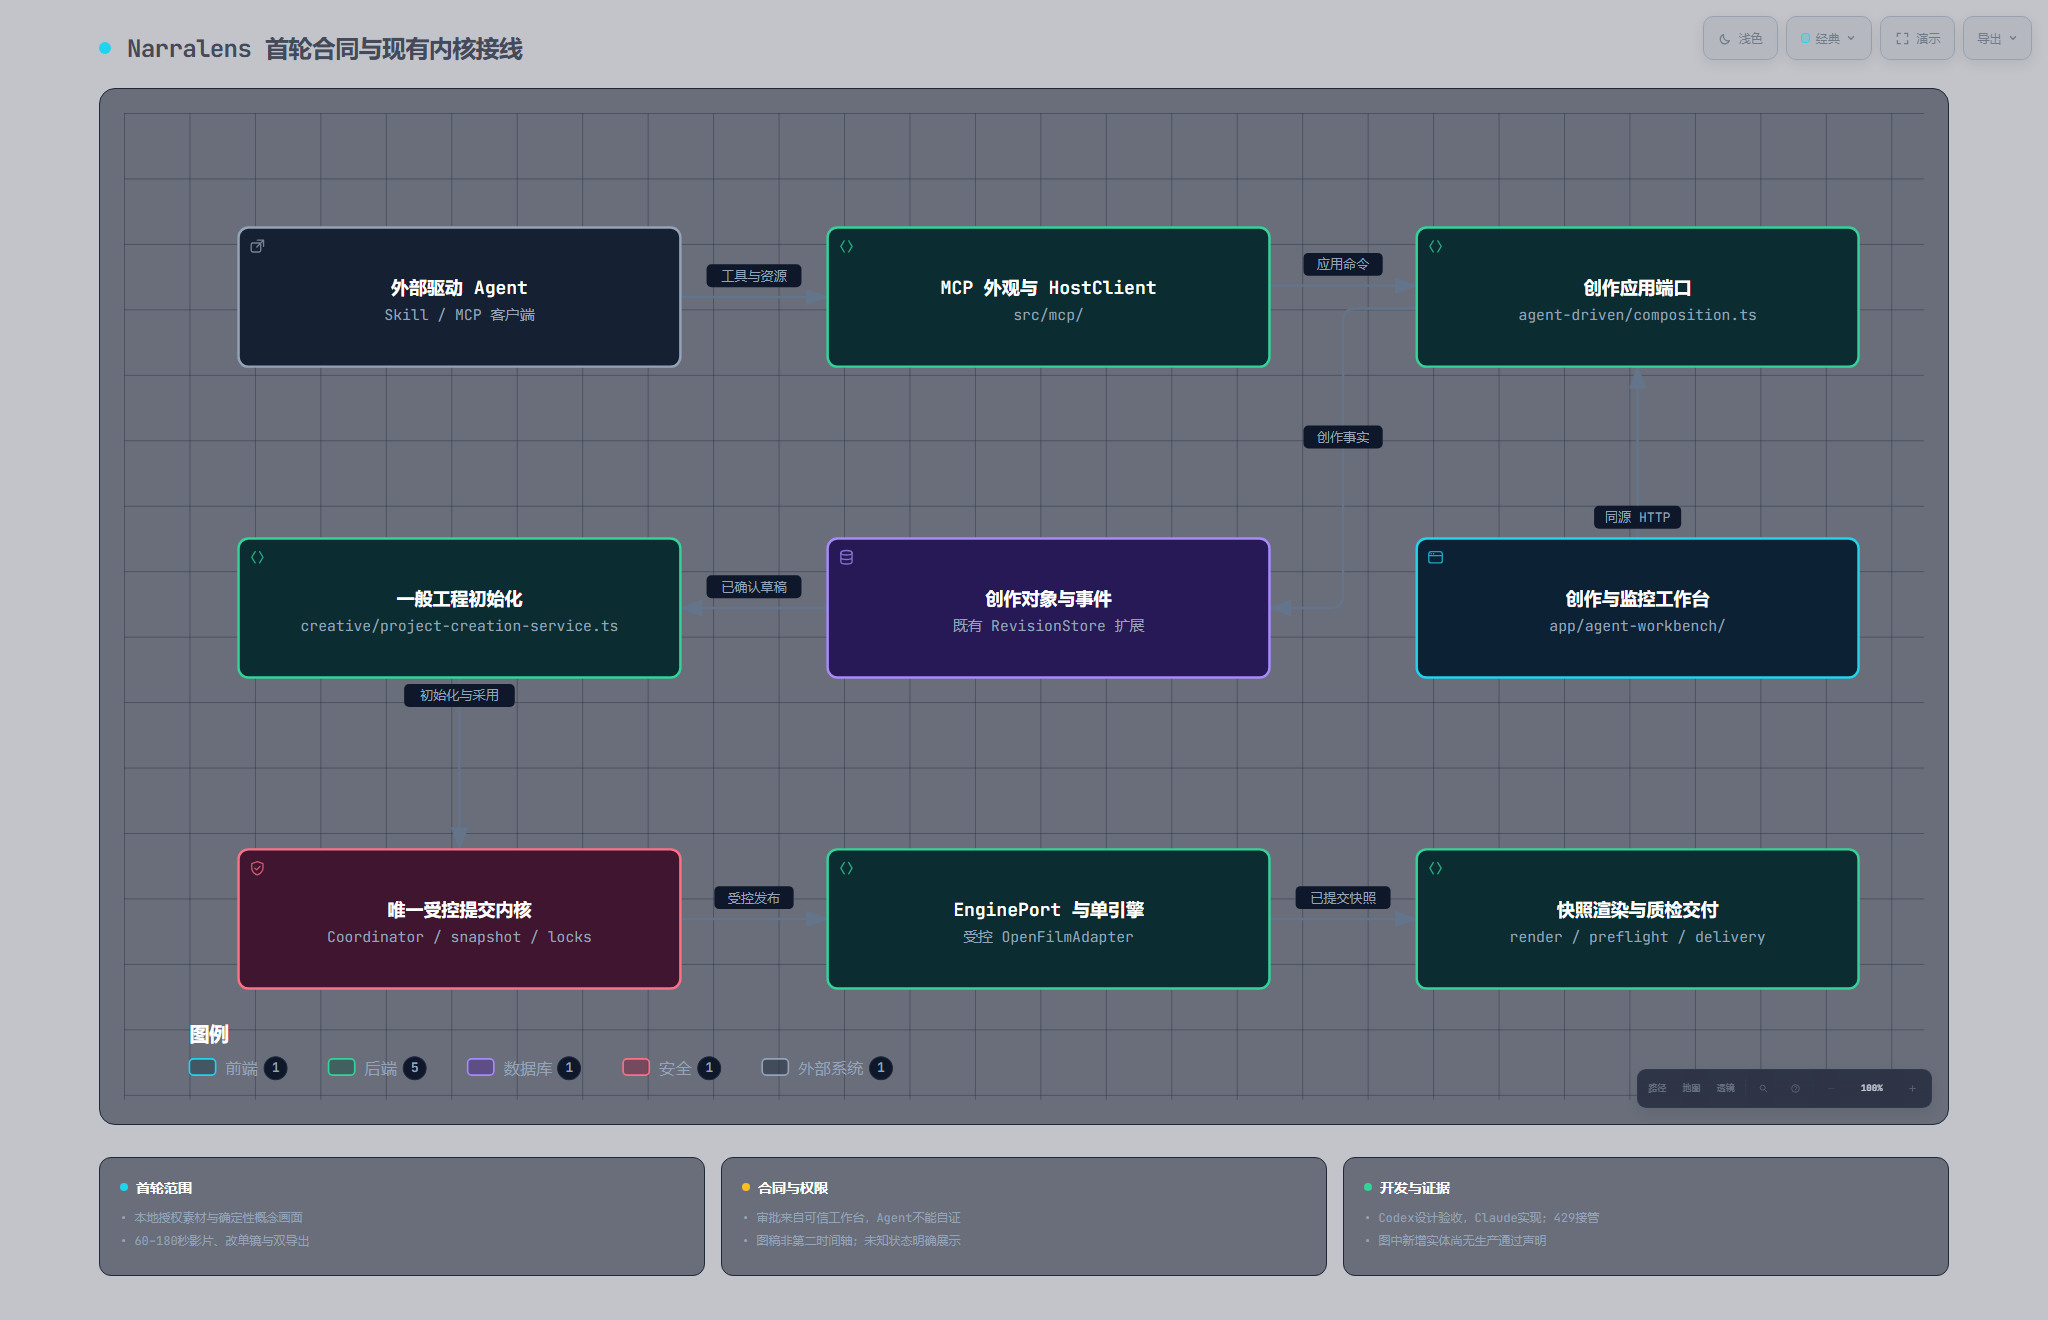 Narralens 首轮合同与现有内核接线
浅色
经典
演示
导出
外部驱动 Agent
Skill / MCP 客户端
工具与资源
MCP 外观与 HostClient
src/mcp/
应用命令
创作应用端口
agent-driven/composition.ts
创作事实
同源 HTTP
一般工程初始化
creative/project-creation-service.ts
已确认草稿
创作对象与事件
既有 RevisionStore 扩展
创作与监控工作台
app/agent-workbench/
初始化与采用
唯一受控提交内核
Coordinator / snapshot / locks
受控发布
EnginePort 与单引擎
受控 OpenFilmAdapter
已提交快照
快照渲染与质检交付
render / preflight / delivery
图例
前端 1
后端 5
数据库 1
安全 1
外部系统 1
路径 地图 透镜 100%
首轮范围
• 本地授权素材与确定性概念画面
• 60-180秒影片、改单镜与双导出
合同与权限
• 审批来自可信工作台，Agent不能自证
• 图稿非第二时间轴；未知状态明确展示
开发与证据
• Codex设计验收，Claude实现；429接管
• 图中新增实体尚无生产通过声明